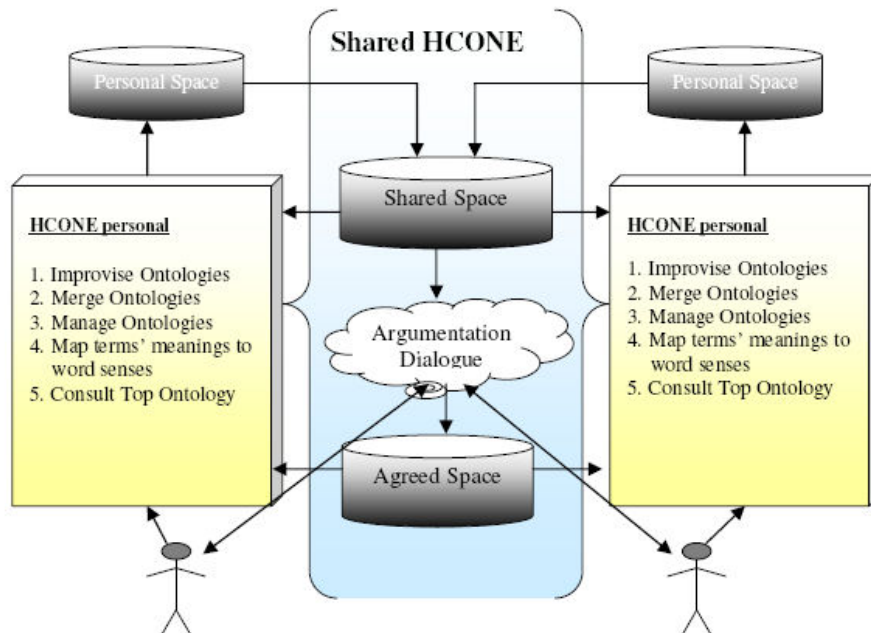 Shared HCONE
Personal Space
Personal Space
Shared Space
HCONE personal
1. Improvise Ontologies
2. Merge Ontologies
3. Manage Ontologies
4. Map terms’ meanings to
word senses
5. Consult Top Ontology
Argumentation
Dialogue
Agreed Space
HCONE personal
1. Improvise Ontologies
2. Merge Ontologies
3. Manage Ontologies
4. Map terms’ meanings to
word senses
5. Consult Top Ontology